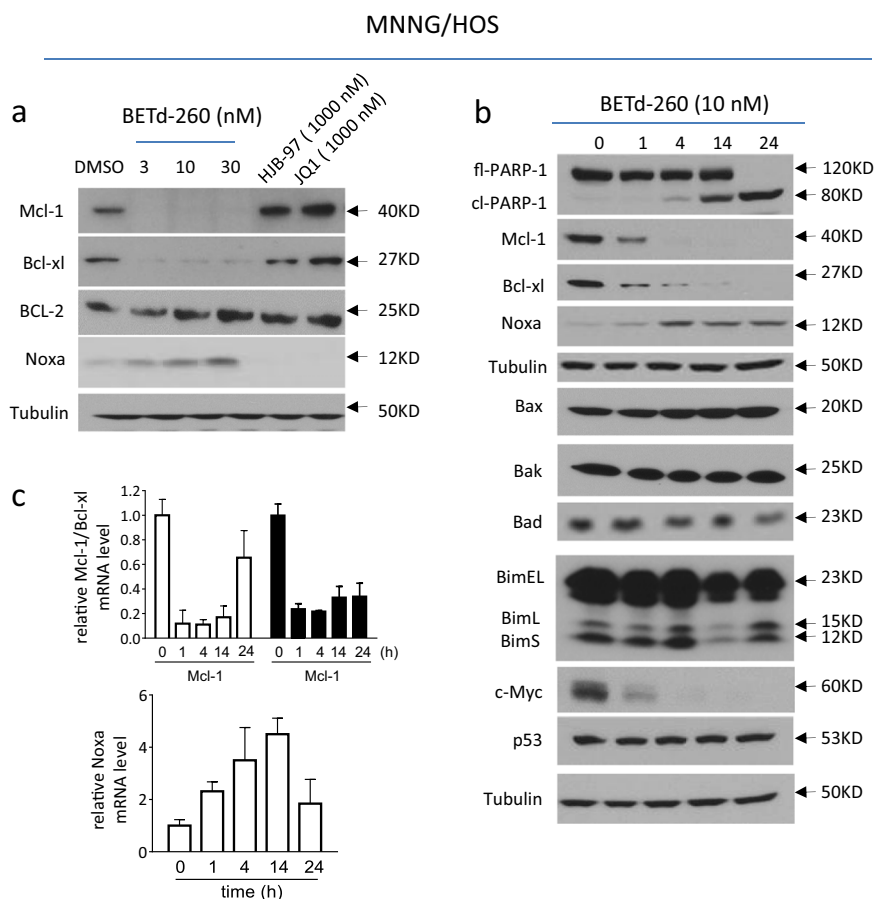 MNNG/HOS
a
BETd-260 (nM)
DMSO 3 10 30 HJB-97 ( 1000 nM) JQ1 ( 1000 nM)
Mcl-1 40KD
Bcl-xl 27KD
BCL-2 25KD
Noxa 12KD
Tubulin 50KD
b
BETd-260 (10 nM)
0 1 4 14 24
fl-PARP-1 120KD
cl-PARP-1 80KD
Mcl-1 40KD
Bcl-xl 27KD
Noxa 12KD
Tubulin 50KD
Bax 20KD
Bak 25KD
Bad 23KD
BimEL 23KD
BimL 15KD
BimS 12KD
c-Myc 60KD
p53 53KD
Tubulin 50KD
c
relative Mcl-1/Bcl-xl
mRNA level
1.2
1.0
0.8
0.6
0.4
0.2
0.0
0 1 4 14 24 0 1 4 14 24 (h)
Mcl-1 Mcl-1
relative Noxa
mRNA level
6
4
2
0
0 1 4 14 24
time (h)